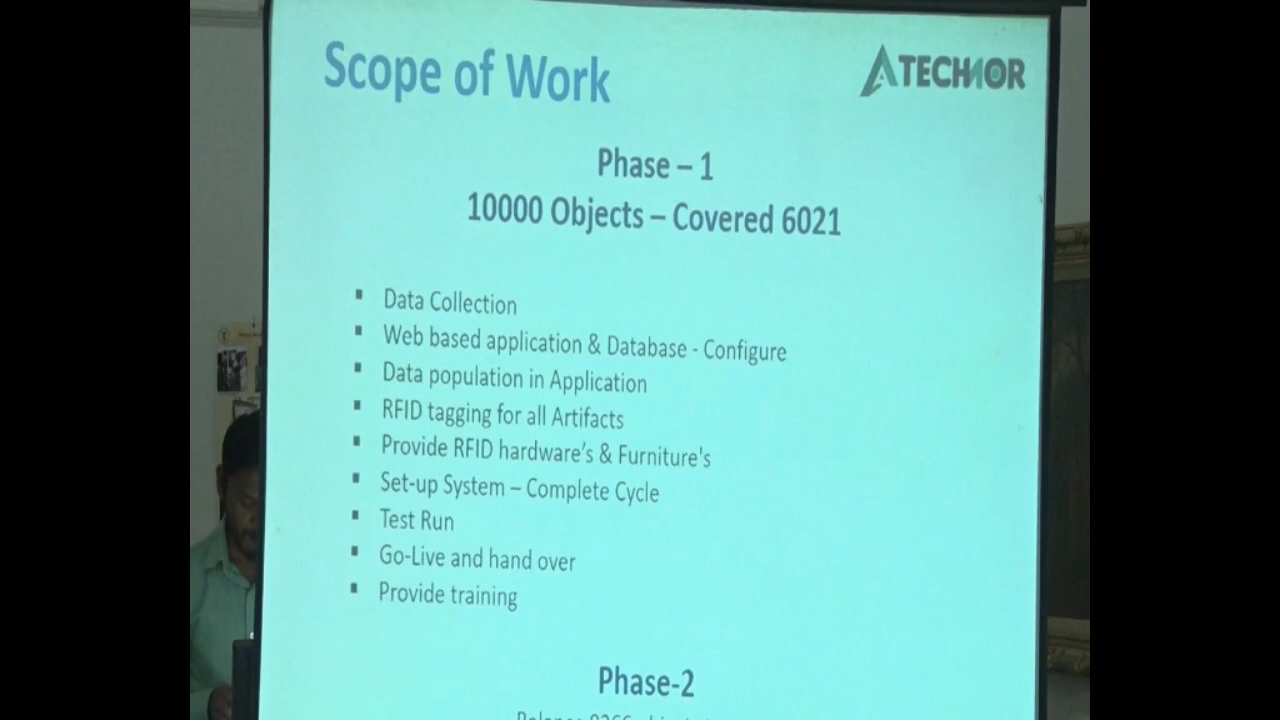 Scope of Work
ATECHNOR
Phase – 1
10000 Objects – Covered 6021
Data Collection
Web based application & Database - Configure
Data population in Application
RFID tagging for all Artifacts
Provide RFID hardware’s & Furniture's
Set-up System – Complete Cycle
Test Run
Go-Live and hand over
Provide training
Phase-2